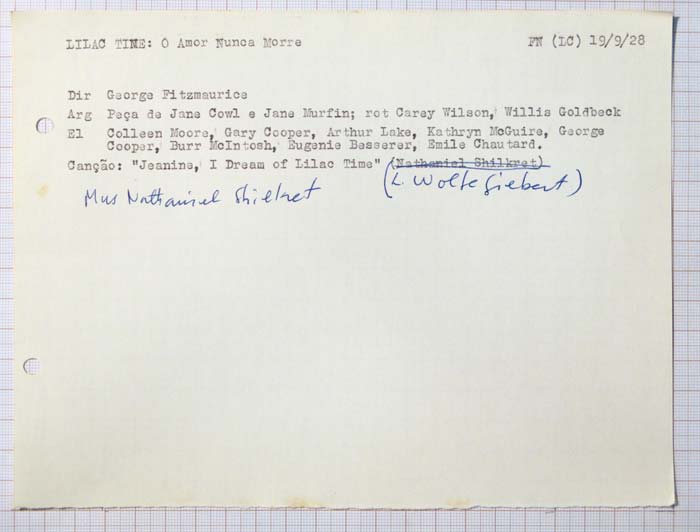 LILAC TIME: O Amor Nunca Morre FN (LC) 19/9/28
Dir George Fitzmaurice
Arg Peça de Jane Cowl e Jane Murfin; rot Carey Wilson, Willis Goldbeck
El Colleen Moore, Gary Cooper, Arthur Lake, Kathryn McGuire, George
Cooper, Burr McIntosh, Eugenie Besserer, Emile Chautard.
Canção: "Jeanine, I Dream of Lilac Time" (Nathaniel Shilkret)
Mus Nathaniel Shilkret (L. Wolfe Giebert)